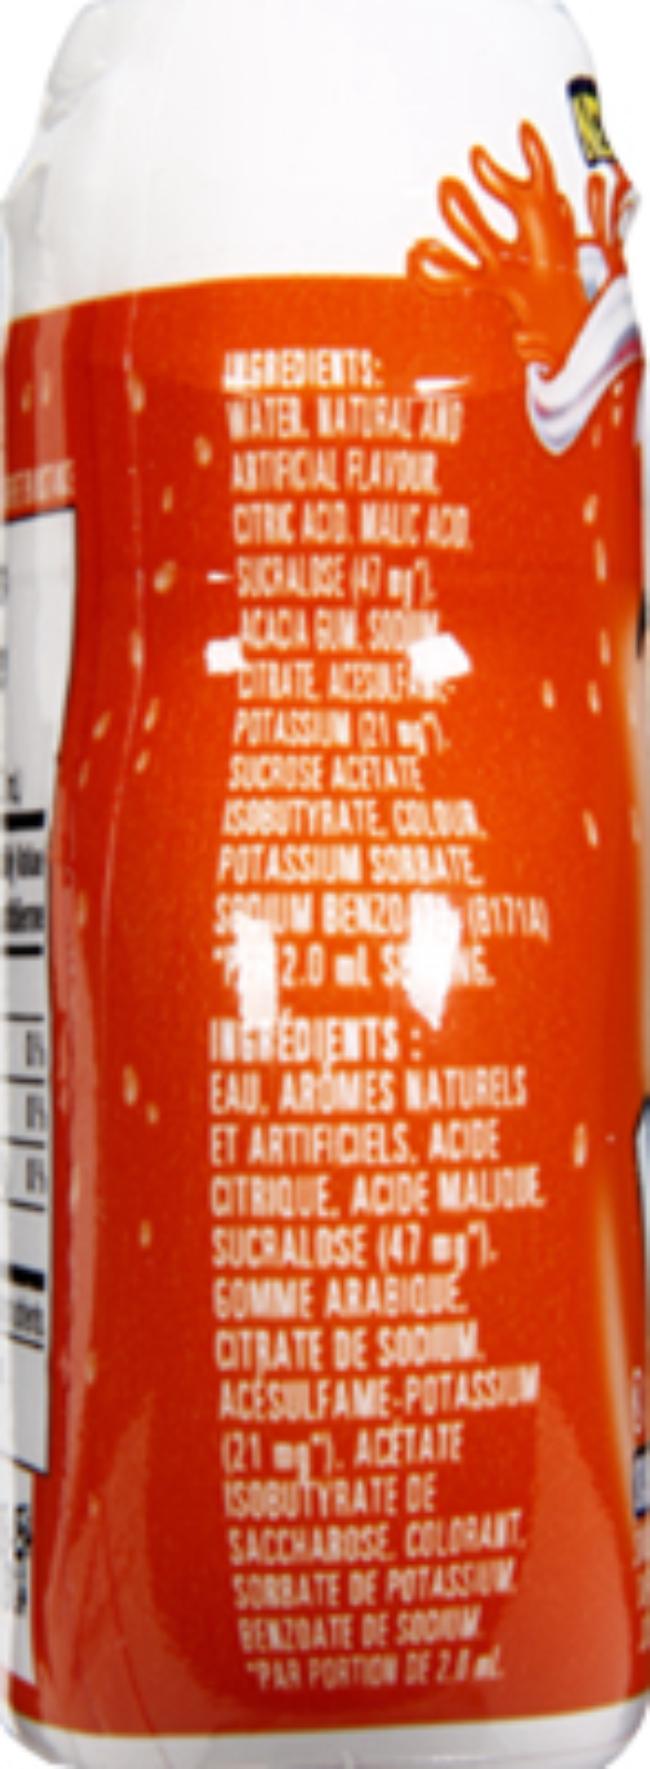 INGREDIENTS:
WATER, NATURAL AND
ARTIFICIAL FLAVOUR,
CITRIC ACID, MALIC ACID,
SUCRALOSE (47 mg*),
ACACIA GUM, SODIUM
CITRATE, ACESULFAME-
POTASSIUM (21 mg*),
SUCROSE ACETATE
ISOBUTYRATE, COLOUR,
POTASSIUM SORBATE,
SODIUM BENZOATE. (B171A)
*PER 2.0 mL SERVING.
INGRÉDIENTS :
EAU, ARÔMES NATURELS
ET ARTIFICIELS, ACIDE
CITRIQUE, ACIDE MALIQUE,
SUCRALOSE (47 mg*),
GOMME ARABIQUE,
CITRATE DE SODIUM,
ACÉSULFAME-POTASSIUM
(21 mg*), ACÉTATE
ISOBUTYRATE DE
SACCHAROSE, COLORANT,
SORBATE DE POTASSIUM,
BENZOATE DE SODIUM.
*PAR PORTION DE 2.0 mL.